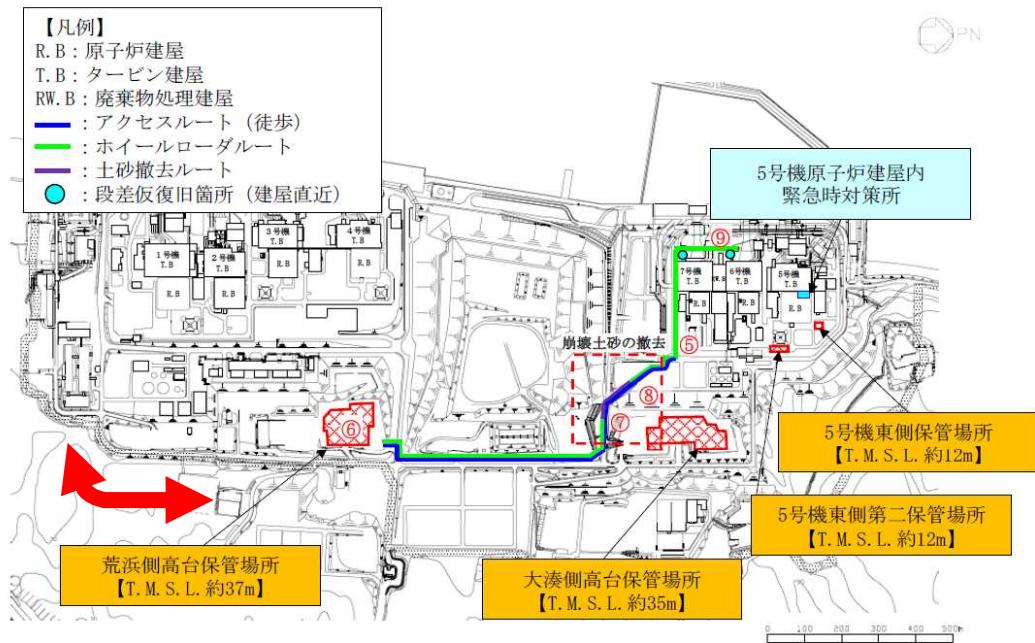 【凡例】
R.B：原子炉建屋
T.B：タービン建屋
RW.B：廃棄物処理建屋
：アクセスルート（徒歩）
：ホイールローダルート
：土砂撤去ルート
：段差仮復旧箇所（建屋直近）
PN
5号機原子炉建屋内
緊急時対策所
1号機
T.B
R.B
2号機
T.B
R.B
3号機
T.B
R.B
4号機
T.B
R.B
⑨
7号機
T.B
R.B
RW.B
6号機
T.B
R.B
5号機
T.B
R.B
崩壊土砂の撤去
⑤
⑧
⑥
⑦
5号機東側保管場所
【T.M.S.L.約12m】
5号機東側第二保管場所
【T.M.S.L.約12m】
荒浜側高台保管場所
【T.M.S.L.約37m】
大湊側高台保管場所
【T.M.S.L.約35m】
0 100 200 300 400 500m